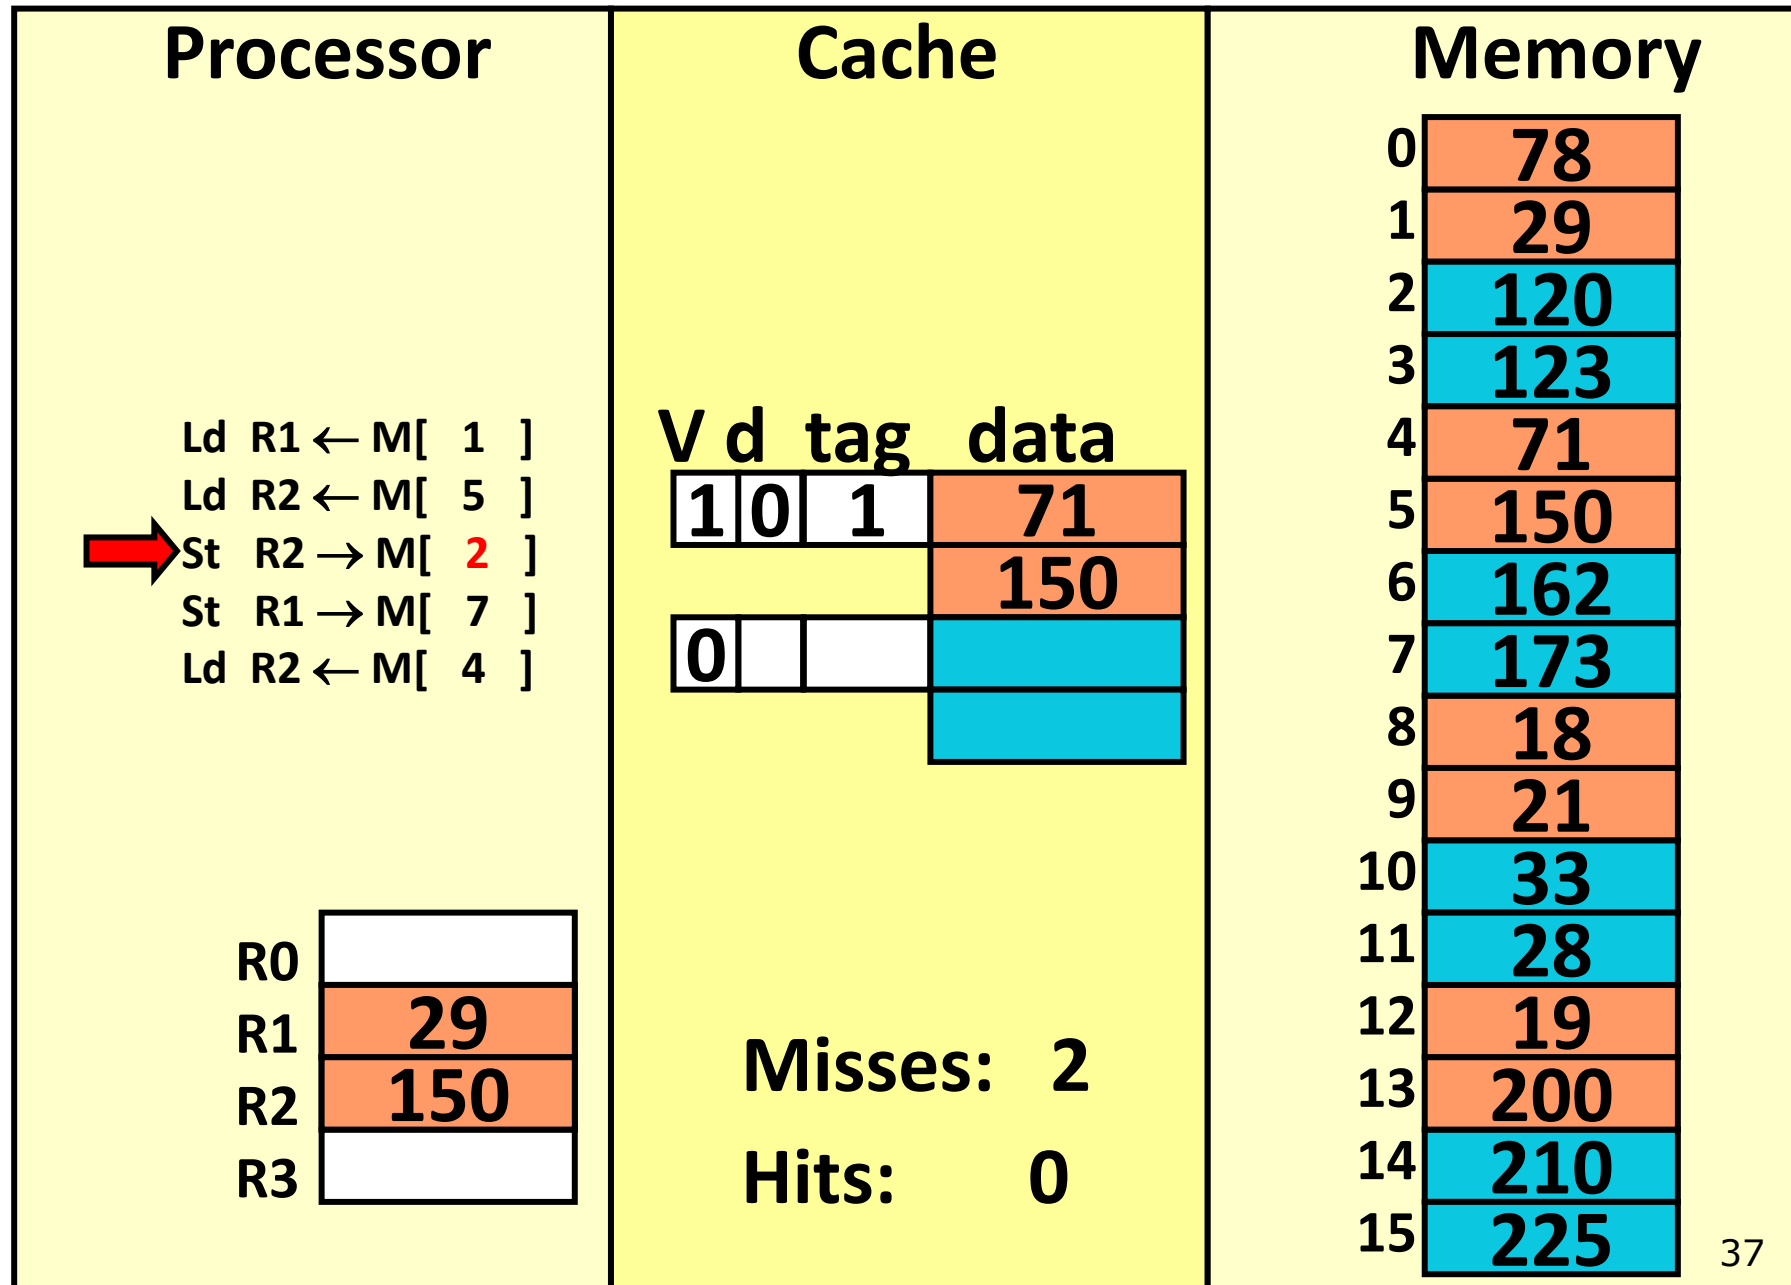 Processor
Ld R1 ← M[ 1 ]
Ld R2 ← M[ 5 ]
St R2 → M[ 2 ]
St R1 → M[ 7 ]
Ld R2 ← M[ 4 ]
R0
R1 29
R2 150
R3
Cache
V d tag data
1 0 1 71
150
0
Misses: 2
Hits: 0
Memory
0 78
1 29
2 120
3 123
4 71
5 150
6 162
7 173
8 18
9 21
10 33
11 28
12 19
13 200
14 210
15 225
37